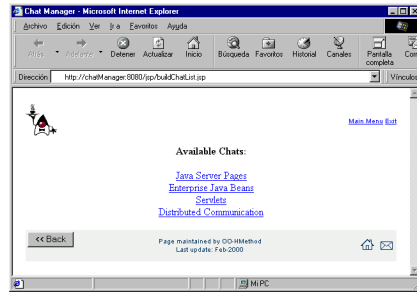 Chat Manager - Microsoft Internet Explorer
Archivo Edición Ver Ir a Favoritos Ayuda
Atrás Adelante Detener Actualizar Inicio Búsqueda Favoritos Historial Canales Pantalla completa
Dirección http://chatManager:8080/jsp/buildChatList.jsp Vínculos
Main Menu Exit
Available Chats:
Java Server Pages
Enterprise Java Beans
Servlets
Distributed Communication
<< Back
Page maintained by OO-HMethod
Last update: Feb-2000
Mi PC